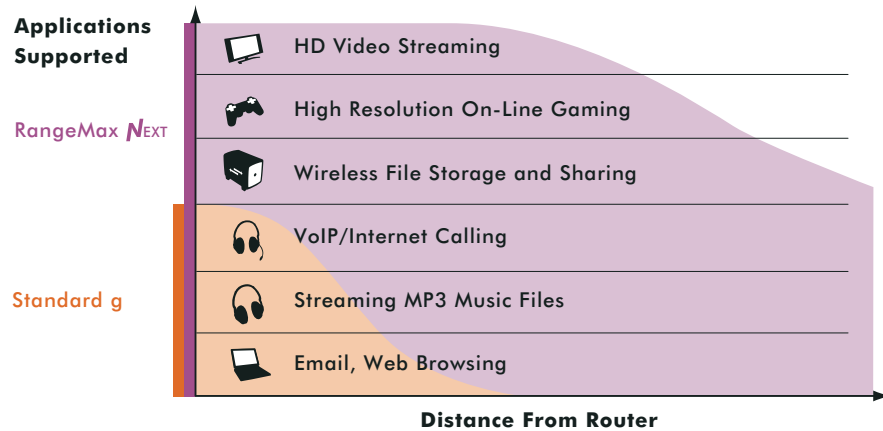 Applications
Supported
HD Video Streaming
High Resolution On-Line Gaming
RangeMax NEXT
Wireless File Storage and Sharing
VoIP/Internet Calling
Standard g
Streaming MP3 Music Files
Email, Web Browsing
Distance From Router